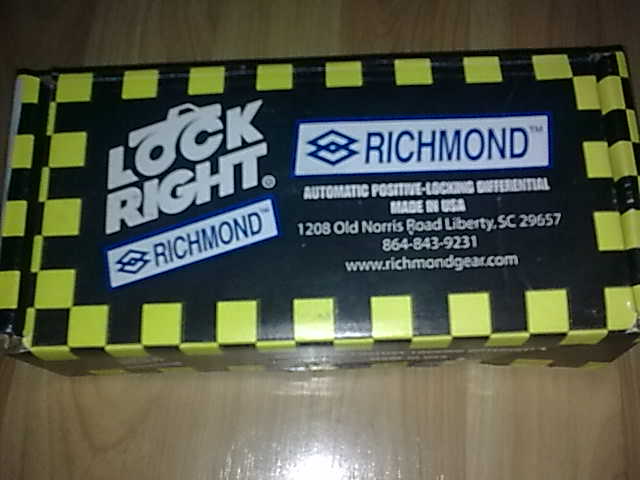 LOCK
RIGHT®
RICHMOND™
RICHMOND™
AUTOMATIC POSITIVE-LOCKING DIFFERENTIAL
MADE IN USA
1208 Old Norris Road Liberty, SC 29657
864-843-9231
www.richmondgear.com